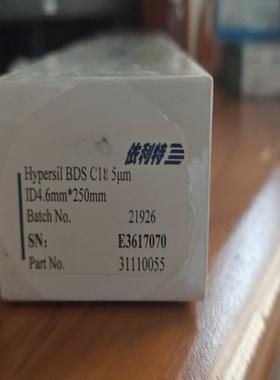 依利特
Hypersil BDS C18 5μm
ID4.6mm*250mm
Batch No. 21926
SN: E3617070
Part No. 31110055